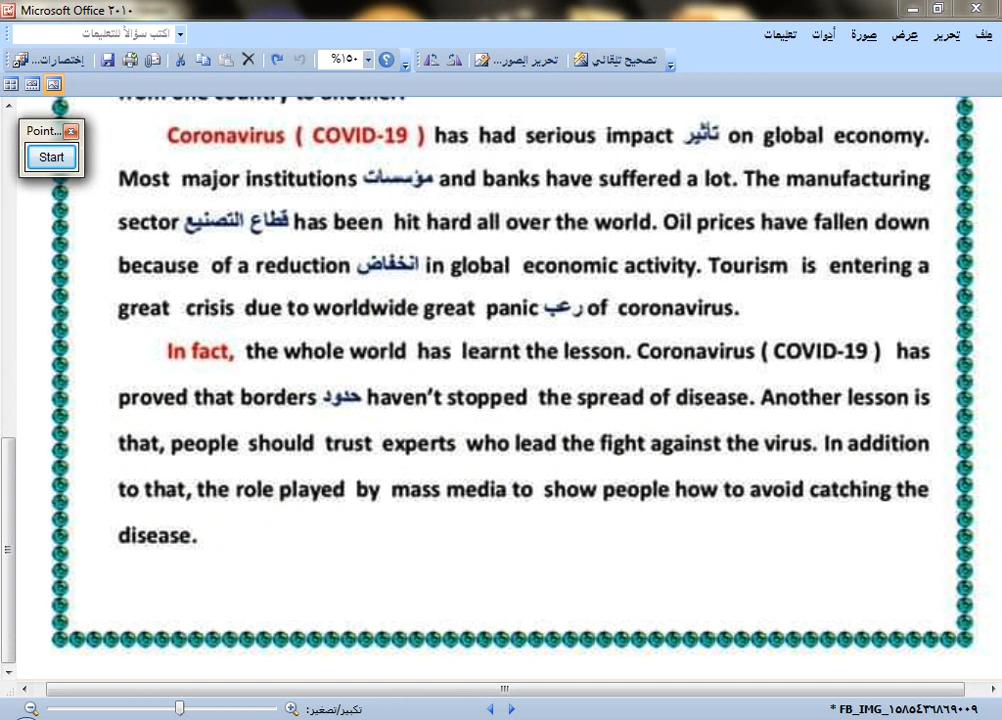 Microsoft Office ٢٠١٠
اكتب سؤالاً للتعليمات
ملف تحرير عرض صورة أدوات تعليمات
إختصارات... %١٥٠ تحرير الصور... تصحيح تلقائي
from one country to another.
Point...
Start
Coronavirus ( COVID-19 ) has had serious impact تأثير on global economy.
Most major institutions مؤسسات and banks have suffered a lot. The manufacturing
sector قطاع التصنيع has been hit hard all over the world. Oil prices have fallen down
because of a reduction انخفاض in global economic activity. Tourism is entering a
great crisis due to worldwide great panic رعب of coronavirus.
In fact, the whole world has learnt the lesson. Coronavirus ( COVID-19 ) has
proved that borders حدود haven't stopped the spread of disease. Another lesson is
that, people should trust experts who lead the fight against the virus. In addition
to that, the role played by mass media to show people how to avoid catching the
disease.
تكبير/تصغير:
FB_IMG_١٥٨٥٤٣٦٨٦٩٠٠٩ *